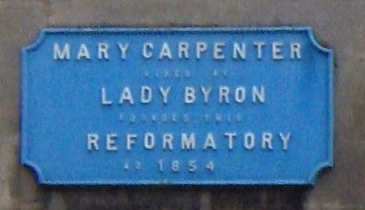 MARY CARPENTER
AIDED BY
LADY BYRON
FOUNDED THIS
REFORMATORY
AD 1854